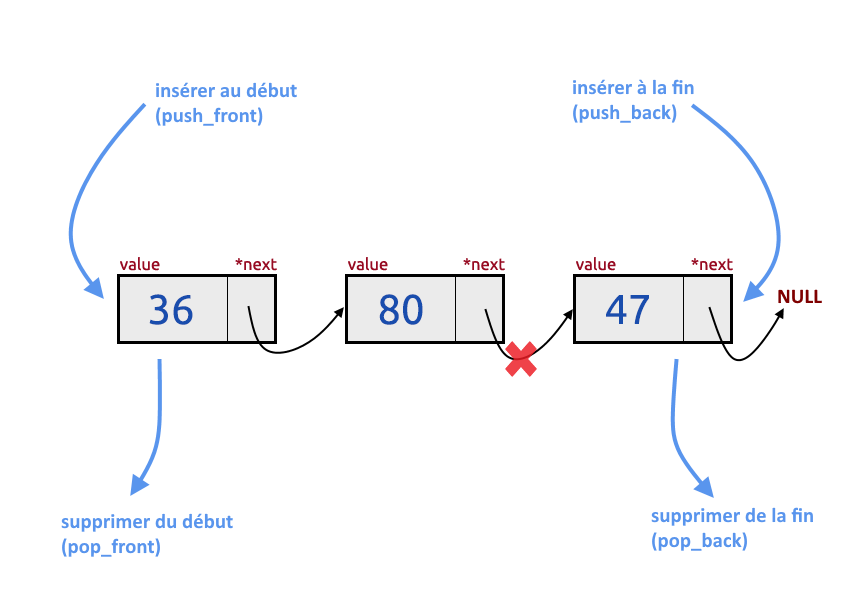 insérer au début
(push_front)
insérer à la fin
(push_back)
value *next
value *next
value *next
36
80
47
NULL
supprimer du début
(pop_front)
supprimer de la fin
(pop_back)